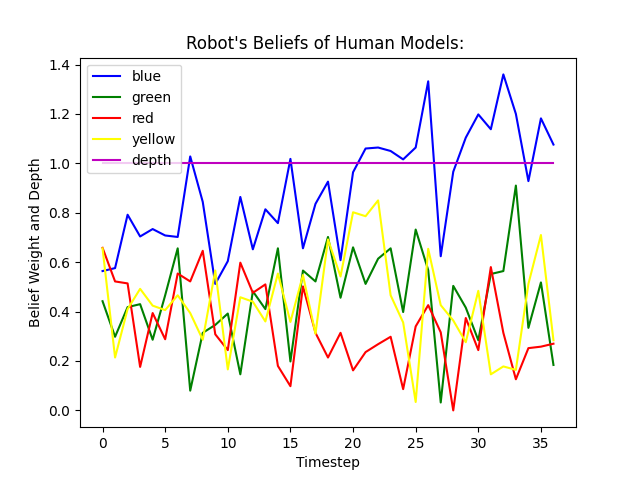 Robot's Beliefs of Human Models:
blue
green
red
yellow
depth
Belief Weight and Depth
1.4
1.2
1.0
0.8
0.6
0.4
0.2
0.0
0 5 10 15 20 25 30 35
Timestep